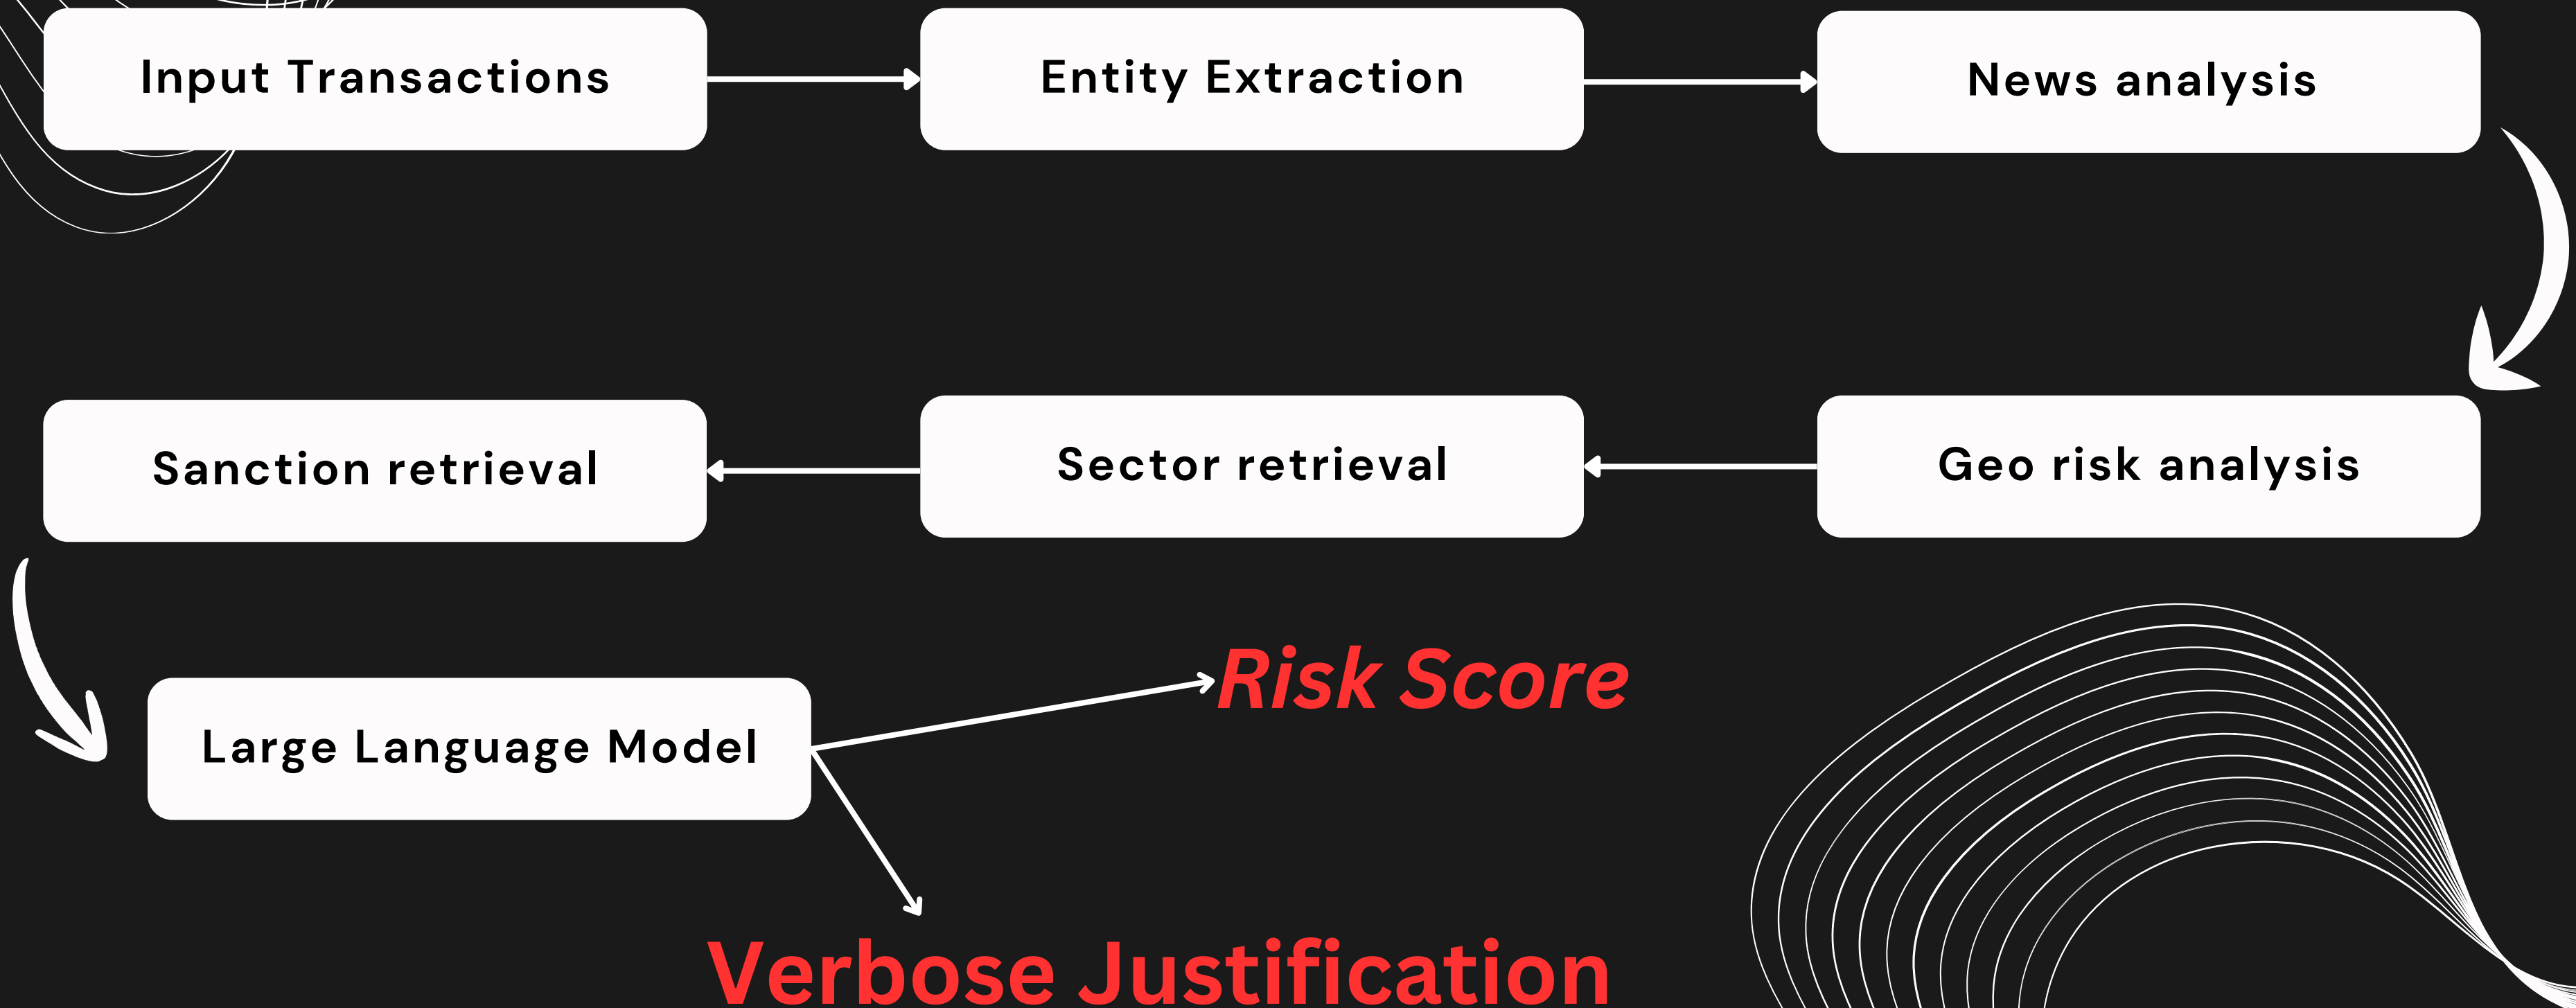 Input Transactions
Entity Extraction
News analysis
Sanction retrieval
Sector retrieval
Geo risk analysis
Large Language Model
Risk Score
Verbose Justification